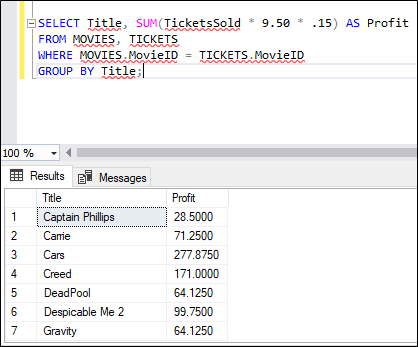 SELECT Title, SUM(TicketsSold * 9.50 * .15) AS Profit
FROM MOVIES, TICKETS
WHERE MOVIES.MovieID = TICKETS.MovieID
GROUP BY Title;
100 %
Results Messages
Title Profit
1 Captain Phillips 28.5000
2 Carrie 71.2500
3 Cars 277.8750
4 Creed 171.0000
5 DeadPool 64.1250
6 Despicable Me 2 99.7500
7 Gravity 64.1250